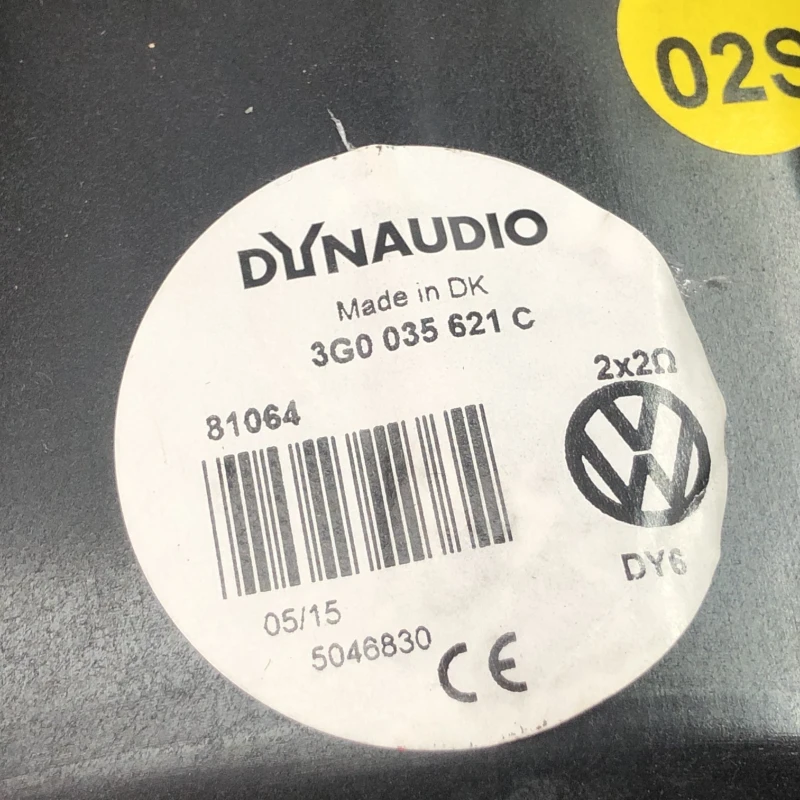 02S
DYNAUDIO
Made in DK
3G0 035 621 C
2x2Ω
81064
DY6
05/15
5046830
CE